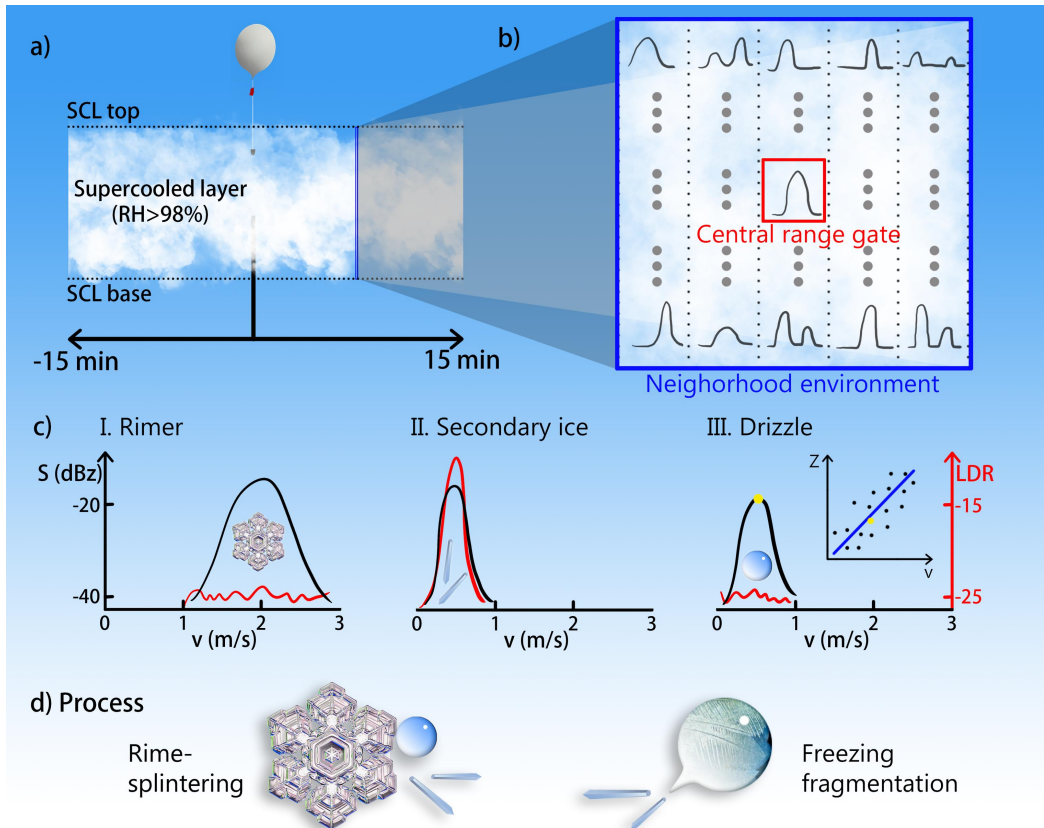 a)
SCL top
Supercooled layer
(RH>98%)
SCL base
-15 min
15 min
b)
Central range gate
Neighorhood environment
c)
I. Rimer
S (dBz)
-20
-40
0
1
2
3
v (m/s)
II. Secondary ice
0
1
2
3
v (m/s)
III. Drizzle
Z
v
LDR
-15
-25
0
1
2
3
v (m/s)
d) Process
Rime-
splintering
Freezing
fragmentation